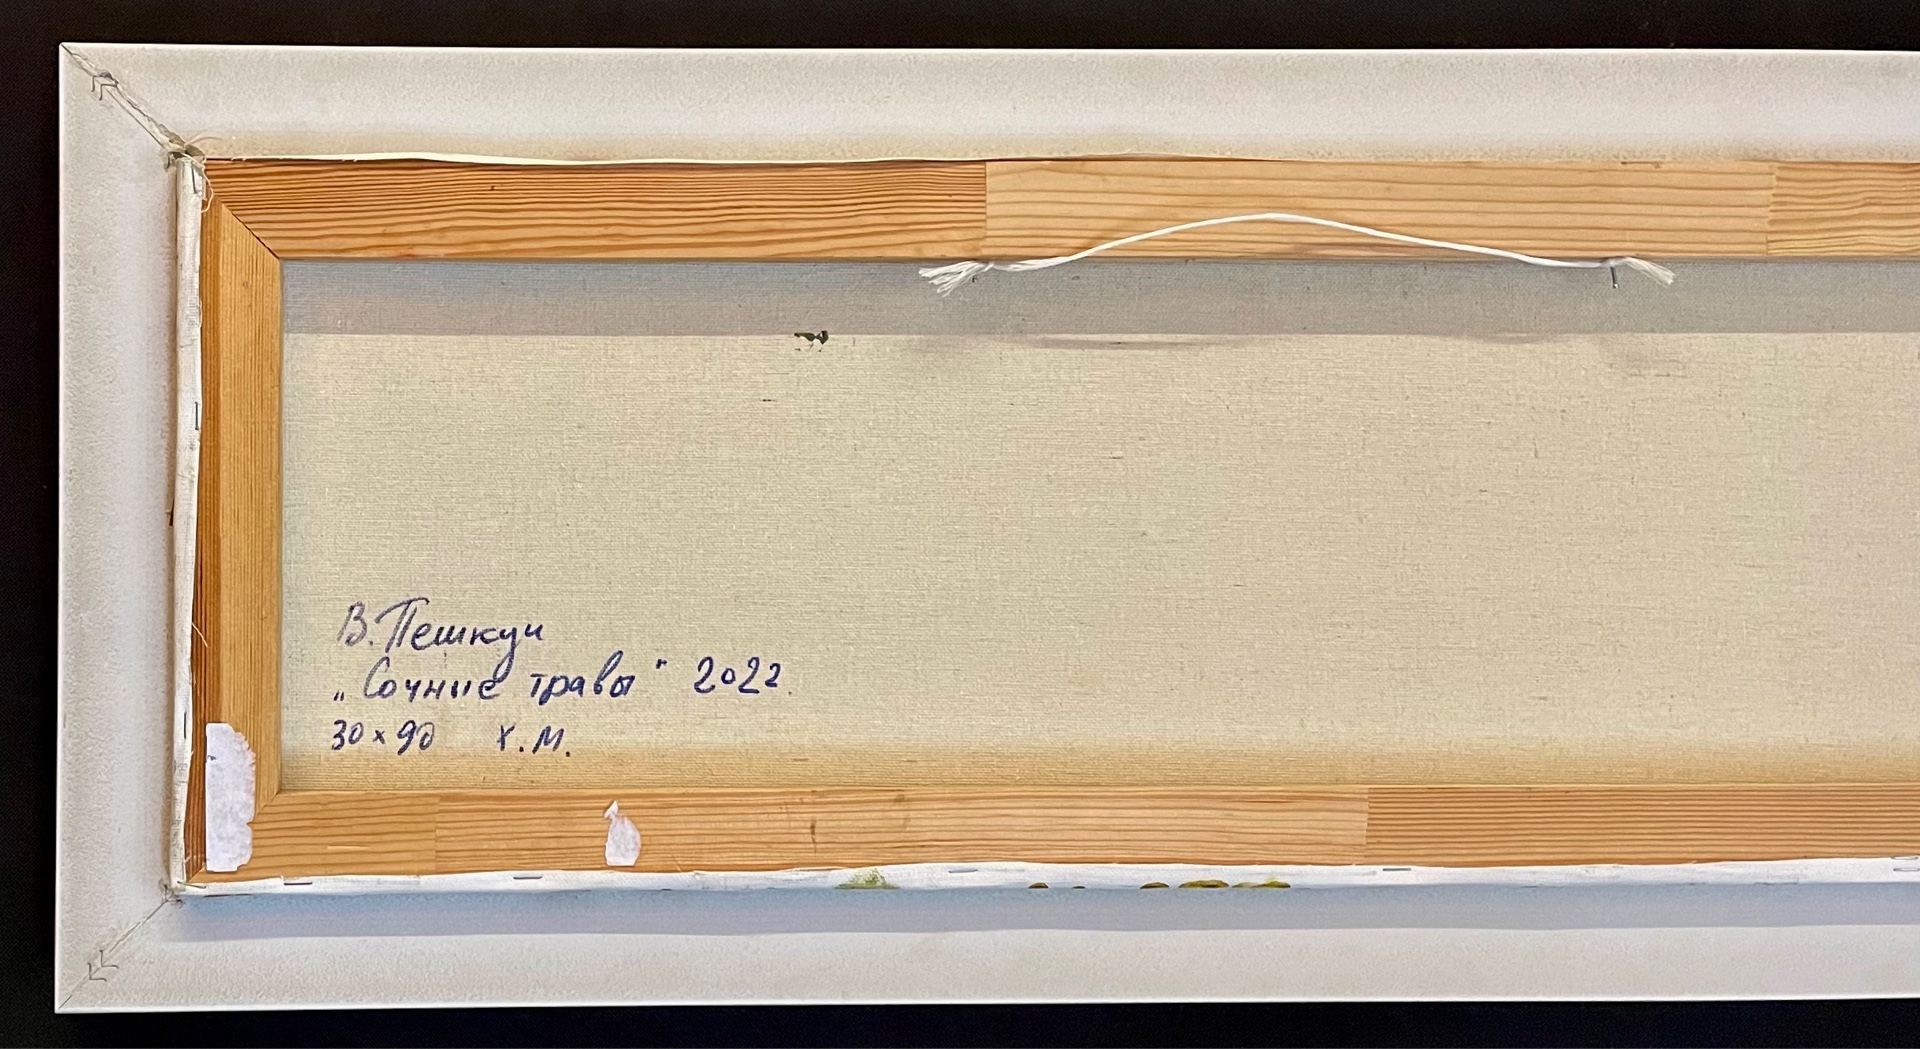 В. Пешкун
„Сочные травы" 2022.
30×90 х.м.